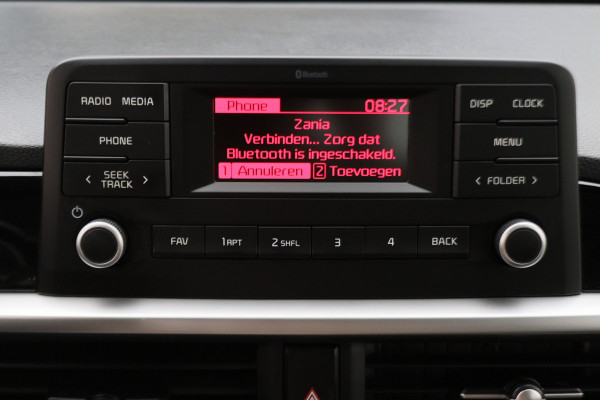 Bluetooth
RADIO MEDIA
Phone 08:27
DISP CLOCK
Zania
PHONE
Verbinden... Zorg dat
MENU
Bluetooth is ingeschakeld.
SEEK TRACK
1 Annuleren 2 Toevoegen
FOLDER
FAV 1 RPT 2 SHFL 3 4 BACK